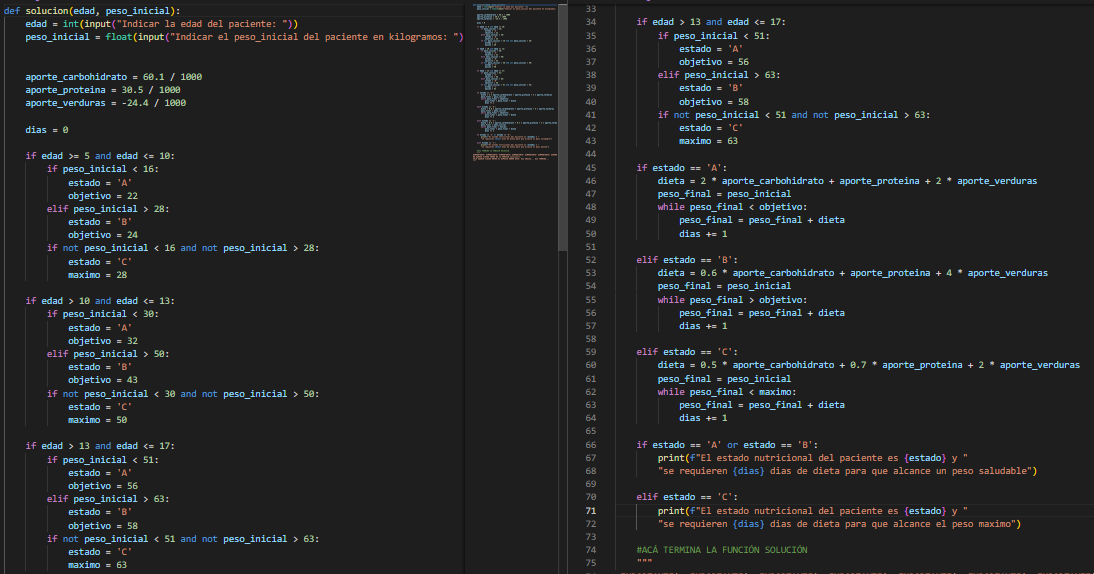 def solucion(edad, peso_inicial):
    edad = int(input("Indicar la edad del paciente: "))
    peso_inicial = float(input("Indicar el peso_inicial del paciente en kilogramos: ")
    aporte_carbohidrato = 60.1 / 1000
    aporte_proteina = 30.5 / 1000
    aporte_verduras = -24.4 / 1000
    dias = 0
    if edad >= 5 and edad <= 10:
        if peso_inicial < 16:
            estado = 'A'
            objetivo = 22
        elif peso_inicial > 28:
            estado = 'B'
            objetivo = 24
        if not peso_inicial < 16 and not peso_inicial > 28:
            estado = 'C'
            maximo = 28
    if edad > 10 and edad <= 13:
        if peso_inicial < 30:
            estado = 'A'
            objetivo = 32
        elif peso_inicial > 50:
            estado = 'B'
            objetivo = 43
        if not peso_inicial < 30 and not peso_inicial > 50:
            estado = 'C'
            maximo = 50
    if edad > 13 and edad <= 17:
        if peso_inicial < 51:
            estado = 'A'
            objetivo = 56
        elif peso_inicial > 63:
            estado = 'B'
            objetivo = 58
        if not peso_inicial < 51 and not peso_inicial > 63:
            estado = 'C'
            maximo = 63
33
34     if edad > 13 and edad <= 17:
35         if peso_inicial < 51:
36             estado = 'A'
37             objetivo = 56
38         elif peso_inicial > 63:
39             estado = 'B'
40             objetivo = 58
41         if not peso_inicial < 51 and not peso_inicial > 63:
42             estado = 'C'
43             maximo = 63
44
45     if estado == 'A':
46         dieta = 2 * aporte_carbohidrato + aporte_proteina + 2 * aporte_verduras
47         peso_final = peso_inicial
48         while peso_final < objetivo:
49             peso_final = peso_final + dieta
50             dias += 1
51
52     elif estado == 'B':
53         dieta = 0.6 * aporte_carbohidrato + aporte_proteina + 4 * aporte_verduras
54         peso_final = peso_inicial
55         while peso_final > objetivo:
56             peso_final = peso_final + dieta
57             dias += 1
58
59     elif estado == 'C':
60         dieta = 0.5 * aporte_carbohidrato + 0.7 * aporte_proteina + 2 * aporte_verduras
61         peso_final = peso_inicial
62         while peso_final < maximo:
63             peso_final = peso_final + dieta
64             dias += 1
65
66     if estado == 'A' or estado == 'B':
67         print(f"El estado nutricional del paciente es {estado} y "
68         "se requieren {dias} dias de dieta para que alcance un peso saludable")
69
70     elif estado == 'C':
71         print(f"El estado nutricional del paciente es {estado} y "
72         "se requieren {dias} dias de dieta para que alcance el peso maximo")
73
74     #ACÁ TERMINA LA FUNCIÓN SOLUCIÓN
75     """